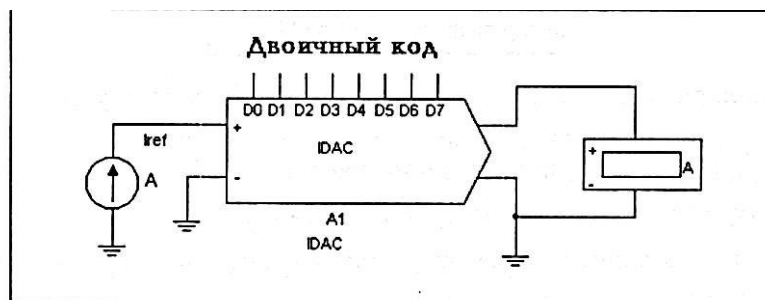 Двоичный код
D0 D1 D2 D3 D4 D5 D6 D7
+
Iref
IDAC
+
A
A
-
-
A1
IDAC